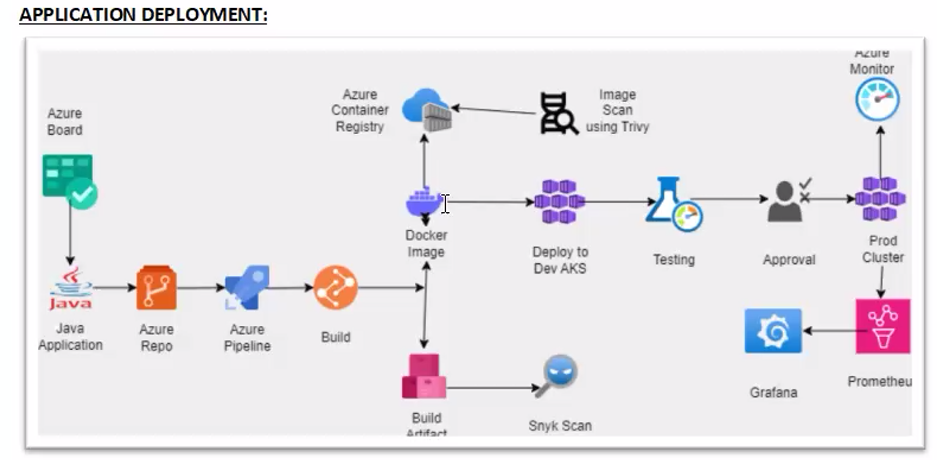 APPLICATION DEPLOYMENT:
Azure
Monitor
Azure
Board
Azure
Container
Registry
Image
Scan
using Trivy
Docker
Image
Deploy to
Dev AKS
Testing
Approval
Prod
Cluster
Java
Java
Application
Azure
Repo
Azure
Pipeline
Build
Grafana
Prometheu
Build
Artifact
Snyk Scan